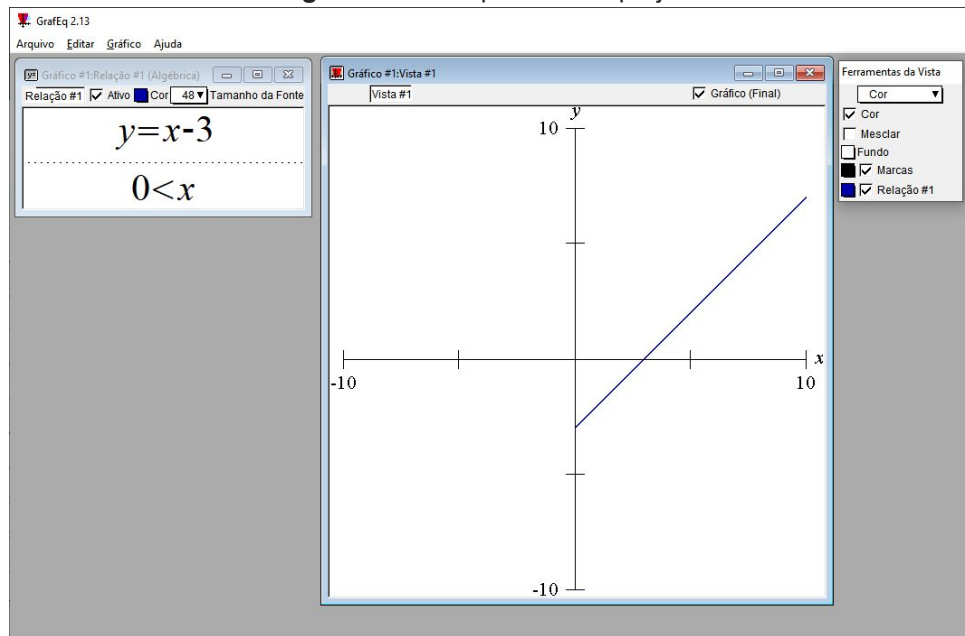 GrafEq 2.13
Arquivo Editar Gráfico Ajuda
Gráfico #1:Relação #1 (Algébrica)
Relação #1 Ativo Cor 48 Tamanho da Fonte
y=x-3
0<x
Gráfico #1:Vista #1
Vista #1 Gráfico (Final)
y
10
-10
x
10
-10
Ferramentas da Vista
Cor
Cor
Mesclar
Fundo
Marcas
Relação #1